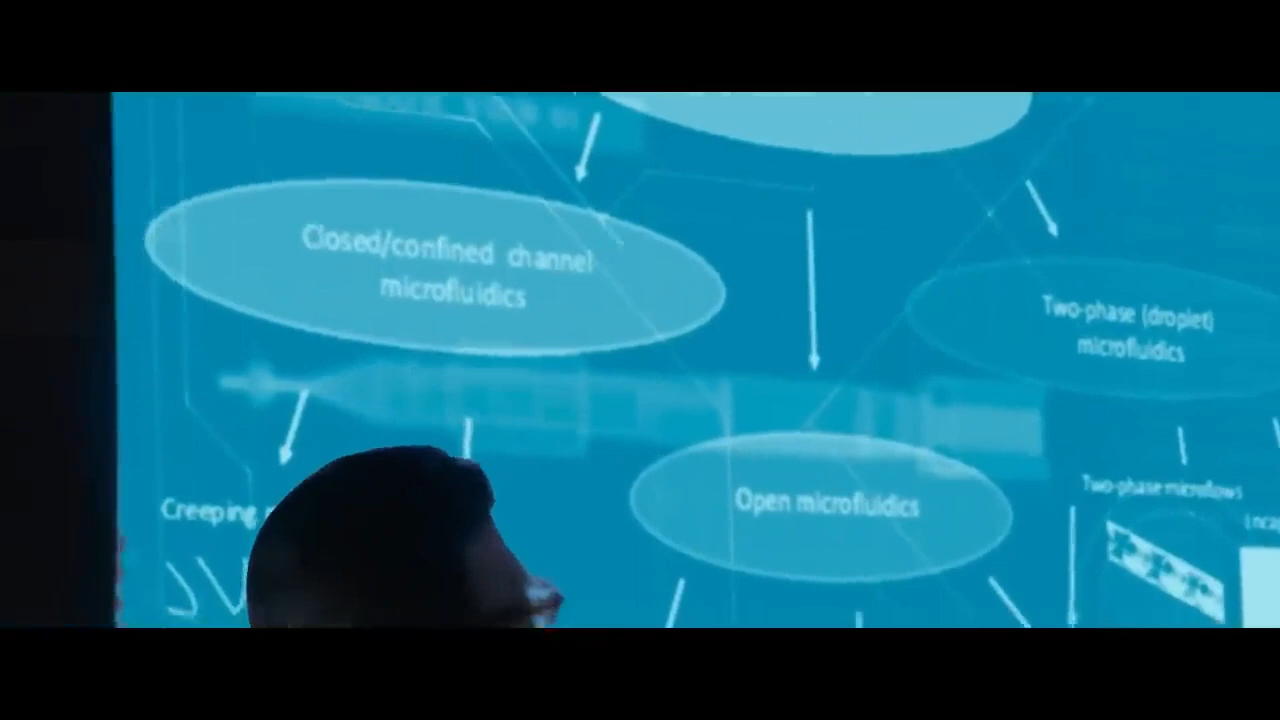 Closed/confined channel
microfluidics
Two-phase (droplet)
microfluidics
Open microfluidics
Two-phase microflows
Creeping